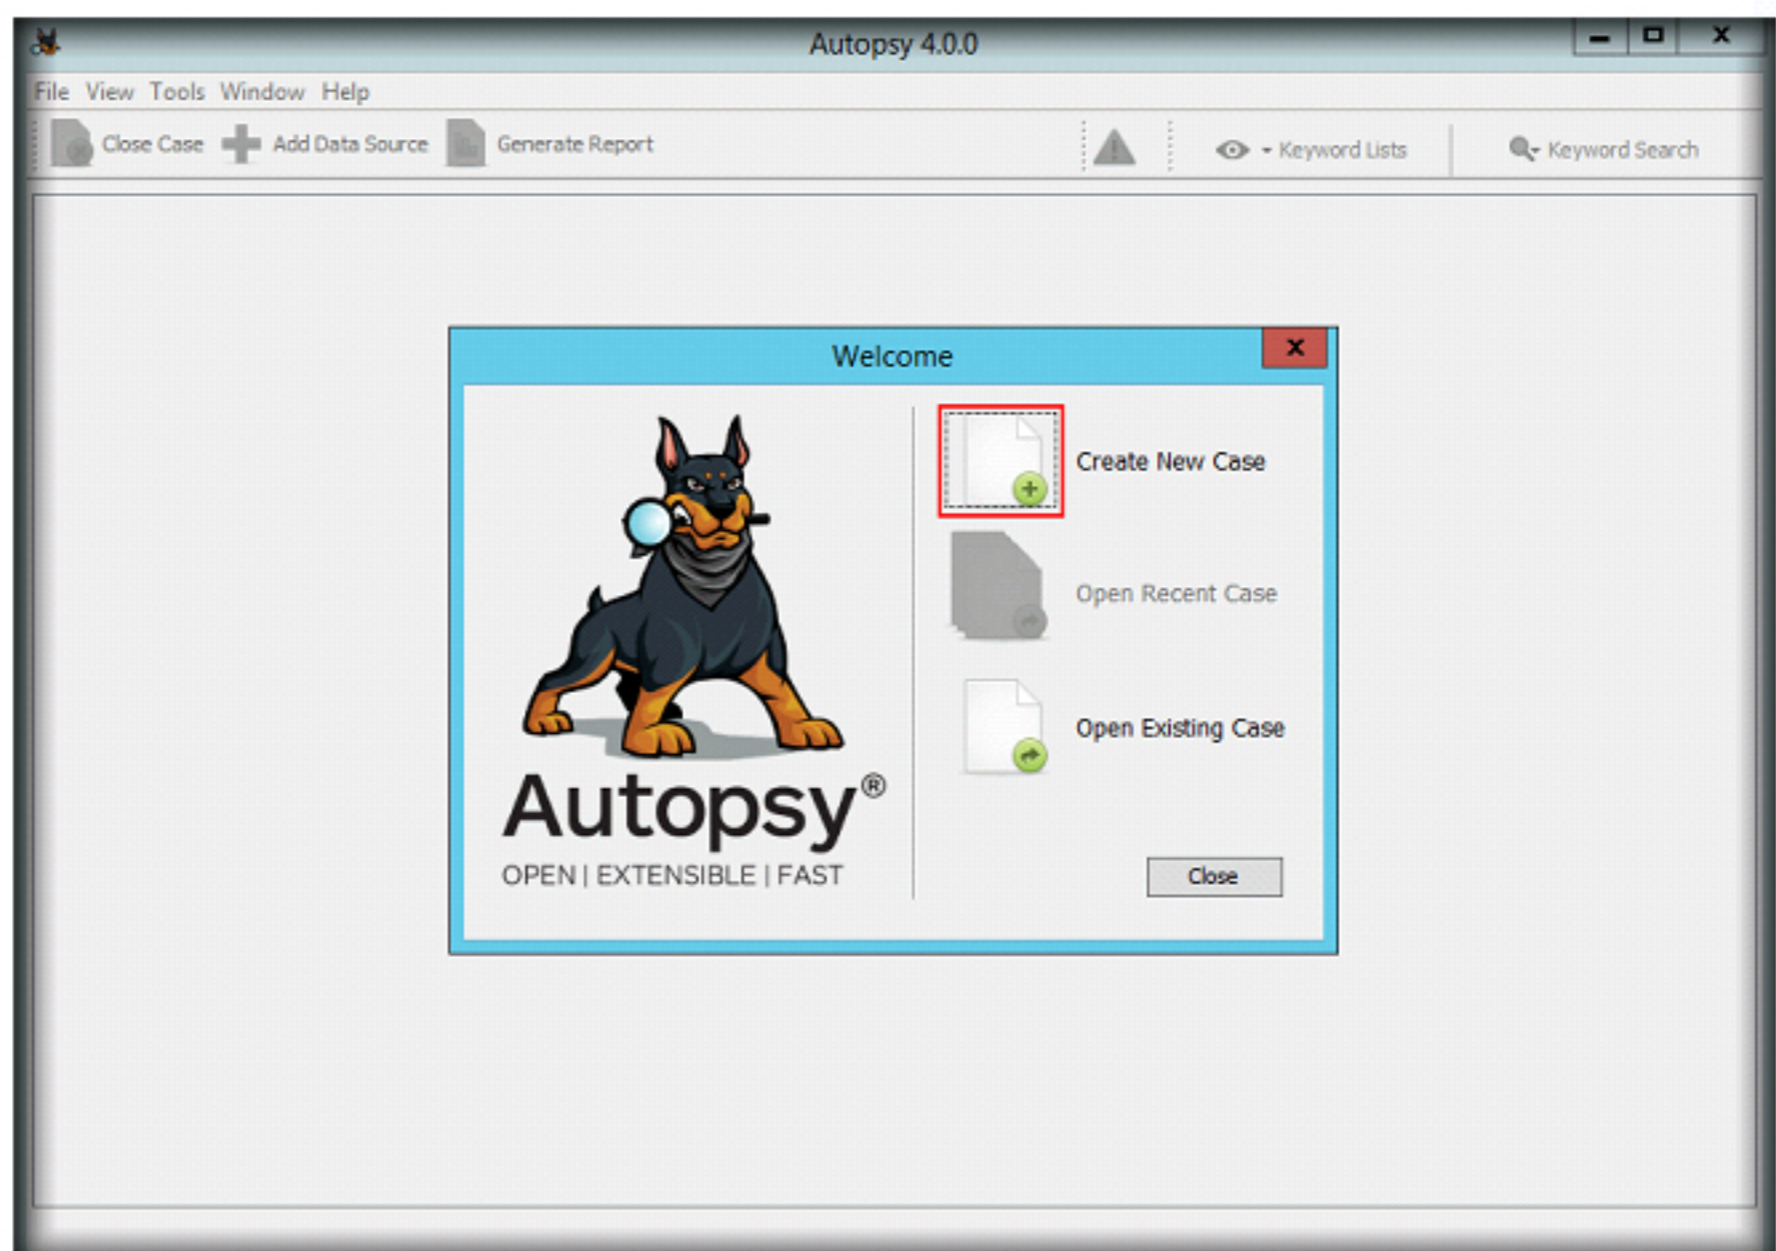 Autopsy 4.0.0
File View Tools Window Help
Close Case Add Data Source Generate Report Keyword Lists Keyword Search
Welcome
Create New Case
Open Recent Case
Open Existing Case
Autopsy®
OPEN | EXTENSIBLE | FAST
Close